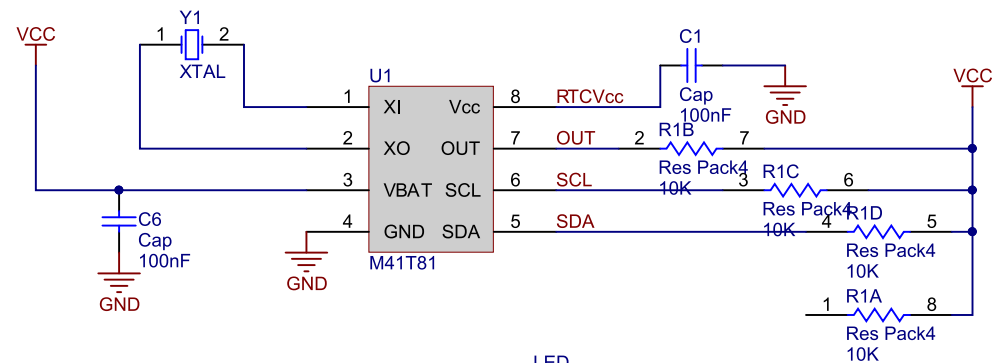 Y1
1 2
XTAL
VCC
C1
Cap
100nF
GND
VCC
U1
1 XI Vcc 8 RTCVcc
2 XO OUT 7 OUT
3 VBAT SCL 6 SCL
4 GND SDA 5 SDA
M41T81
2 R1B 7
Res Pack4
10K
3 R1C 6
Res Pack4
10K
4 R1D 5
Res Pack4
10K
1 R1A 8
Res Pack4
10K
C6
Cap
100nF
GND
GND
LED